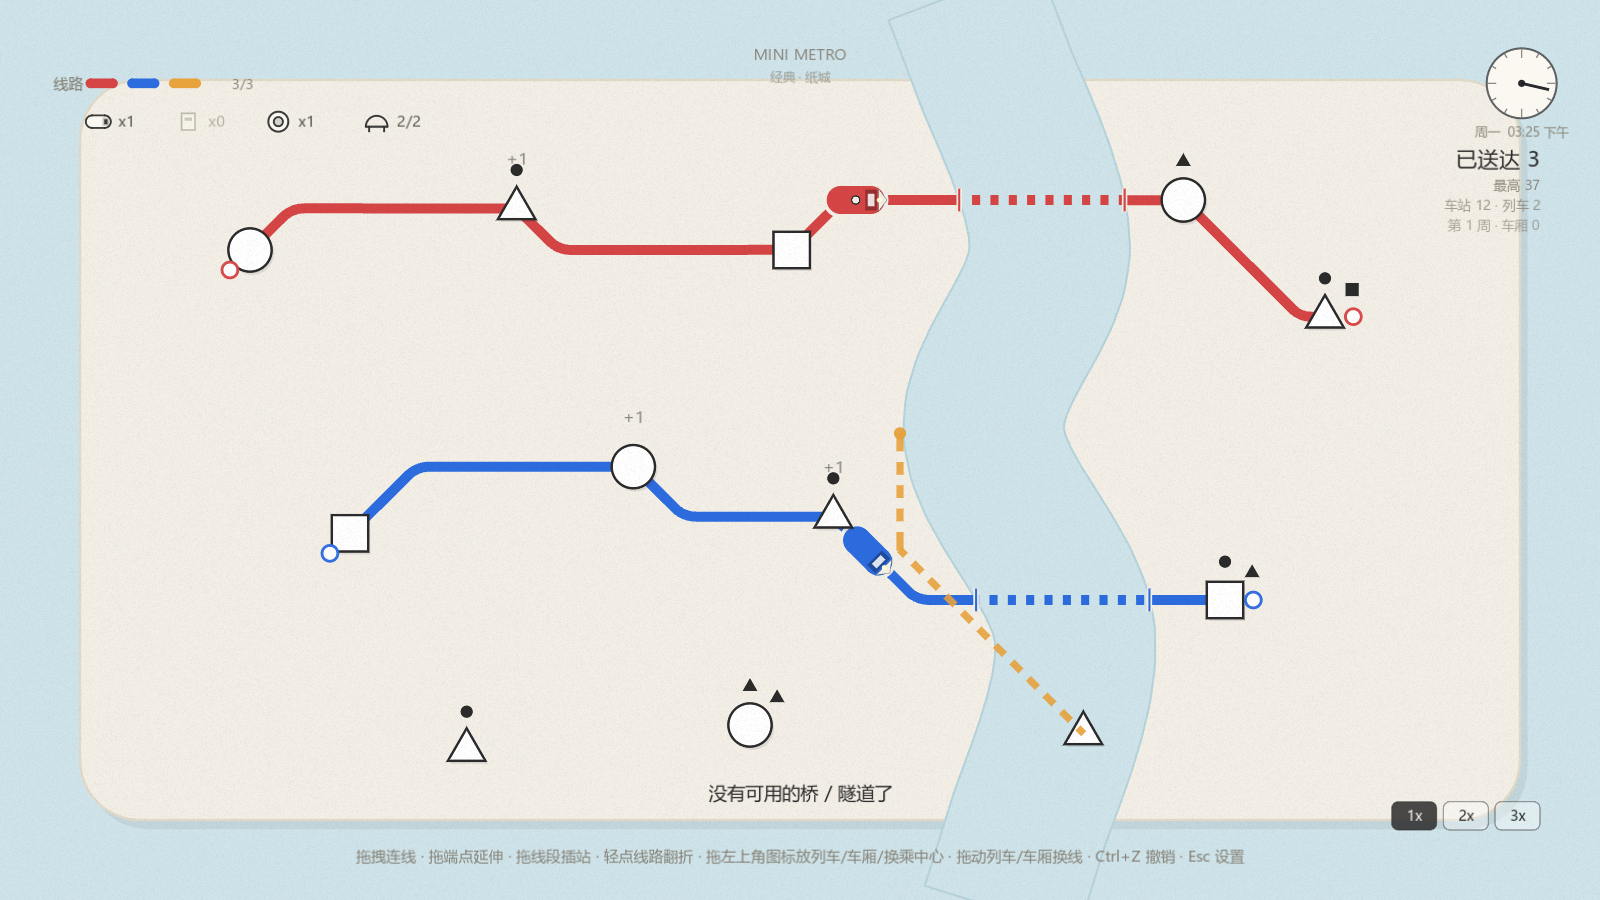 MINI METRO
经典 · 纸城
线路
3/3
x1
x0
x1
2/2
周一 03:25 下午
已送达 3
最高 37
车站 12 · 列车 2
第 1 周 · 车厢 0
+1
+1
+1
没有可用的桥 / 隧道了
1x
2x
3x
拖拽连线 · 拖端点延伸 · 拖线段插站 · 轻点线路翻折 · 拖左上角图标放列车/车厢/换乘中心 · 拖动列车/车厢换线 · Ctrl+Z 撤销 · Esc 设置